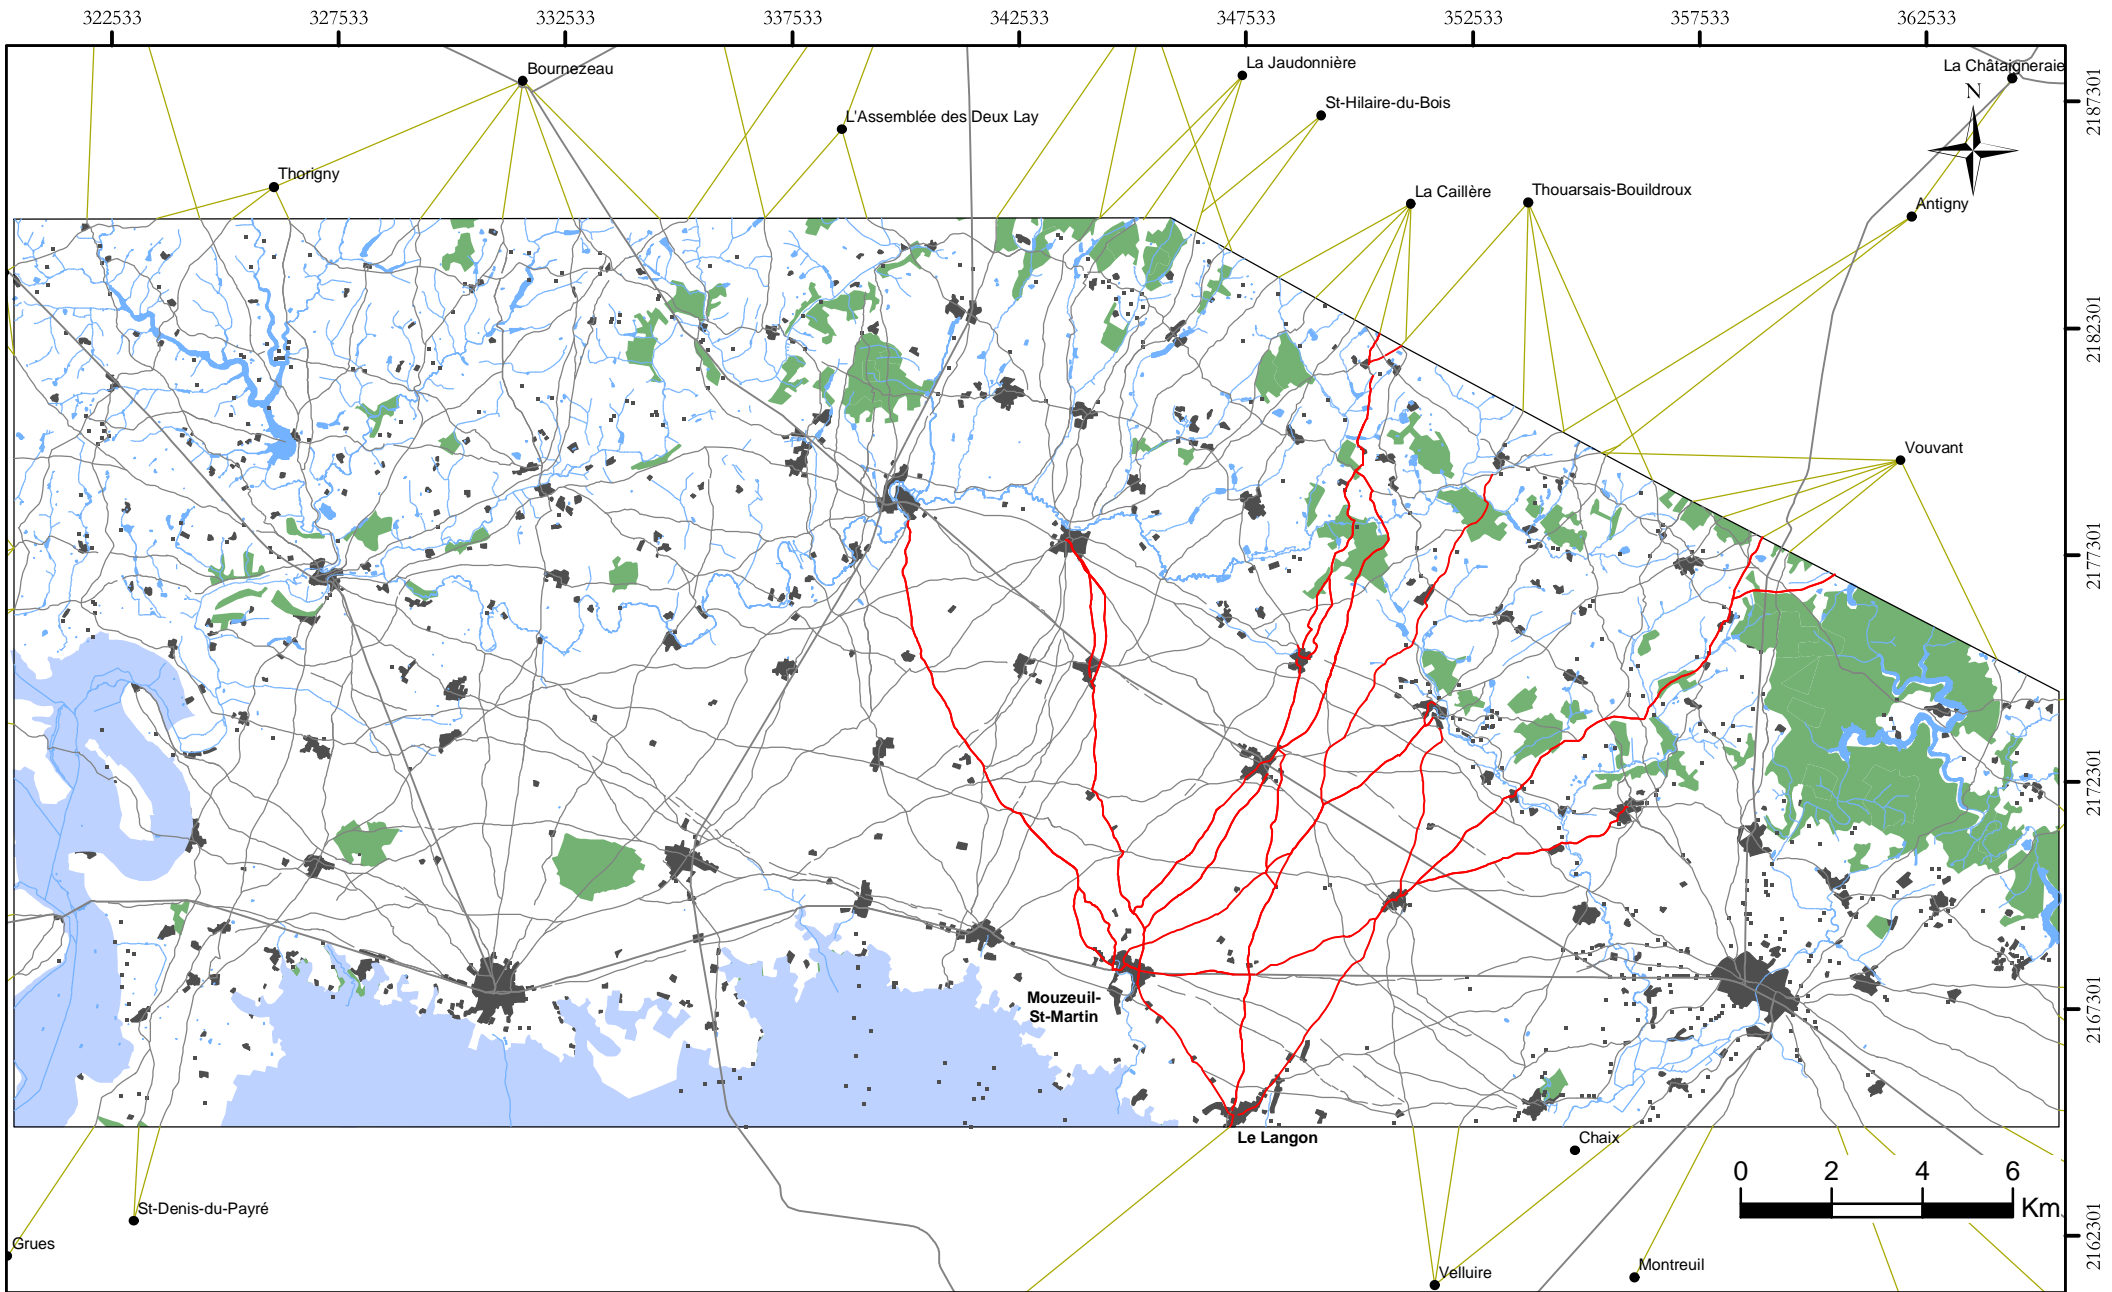 322533 327533 332533 337533 342533 347533 352533 357533 362533
Bournezeau
La Jaudonnière
La Châtaigneraie
St-Hilaire-du-Bois
N
2187301
L'Assemblée des Deux Lay
Thorigny
La Caillère
Thouarsais-Bouildroux
Antigny
2182301
Vouvant
2177301
2172301
Mouzeuil-
St-Martin
2167301
Le Langon
Chaix
0 2 4 6
Km
St-Denis-du-Payré
Grues
Velluire
Montreuil
2162301